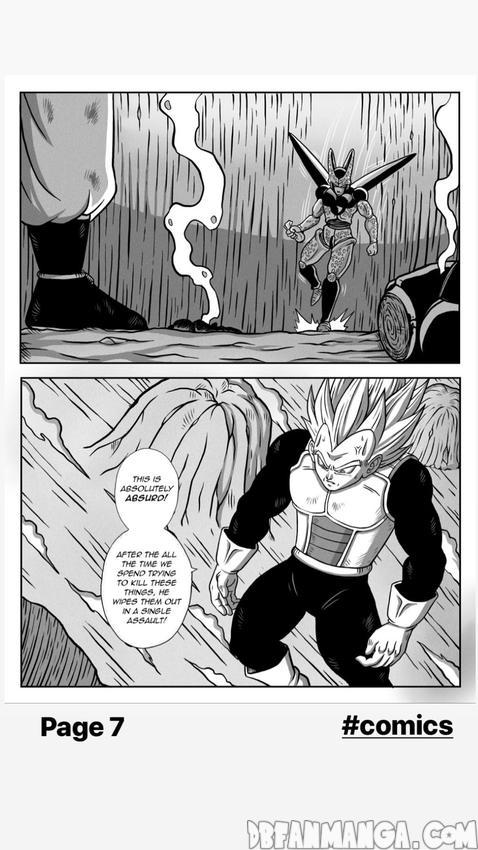 THIS IS
ABSOLUTELY
ABSURD!
AFTER THE ALL
THE TIME WE
SPEND TRYING
TO KILL THESE
THINGS, HE
WIPES THEM OUT
IN A SINGLE
ASSAULT!
Page 7
#comics
DBFANMANGA.COM